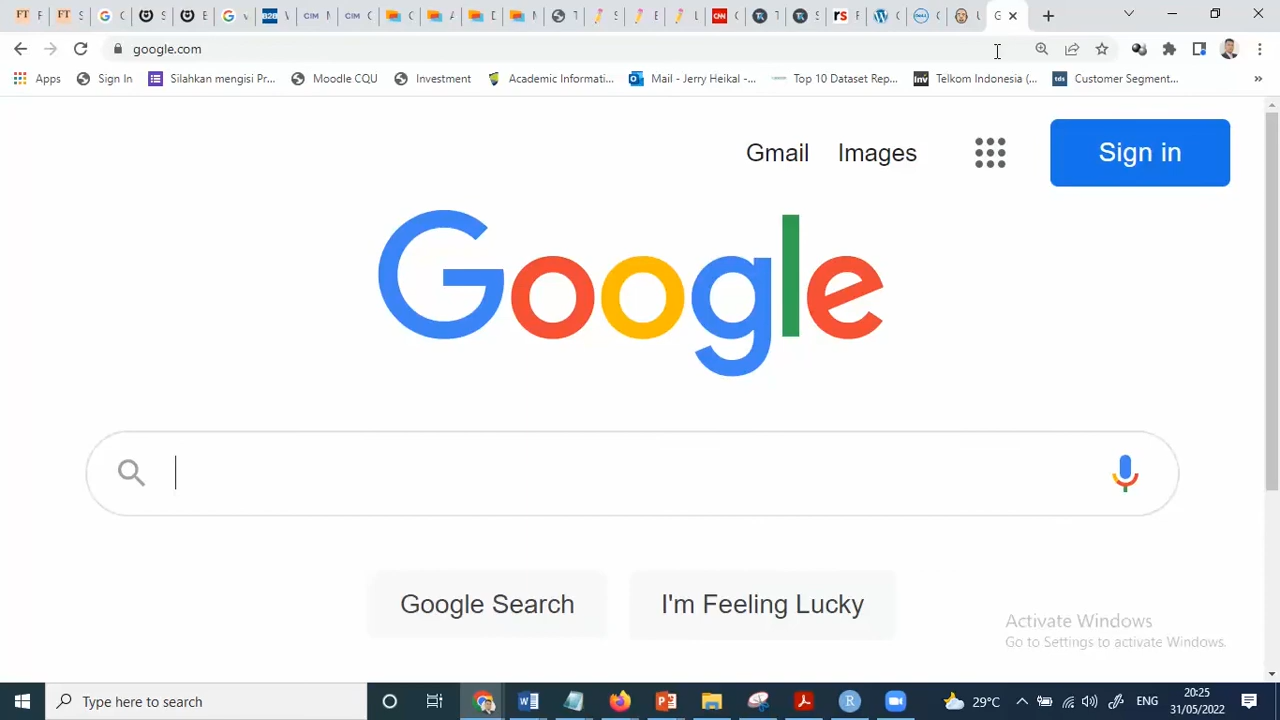 google.com
Apps Sign In Silahkan mengisi Pr... Moodle CQU Investment Academic Informati... Mail - Jerry Heikal -... Top 10 Dataset Rep... Telkom Indonesia (... Customer Segment... »
Gmail Images Sign in
Google
Google Search I'm Feeling Lucky
Activate Windows
Go to Settings to activate Windows.
Type here to search 29°C ENG 20:25
31/05/2022